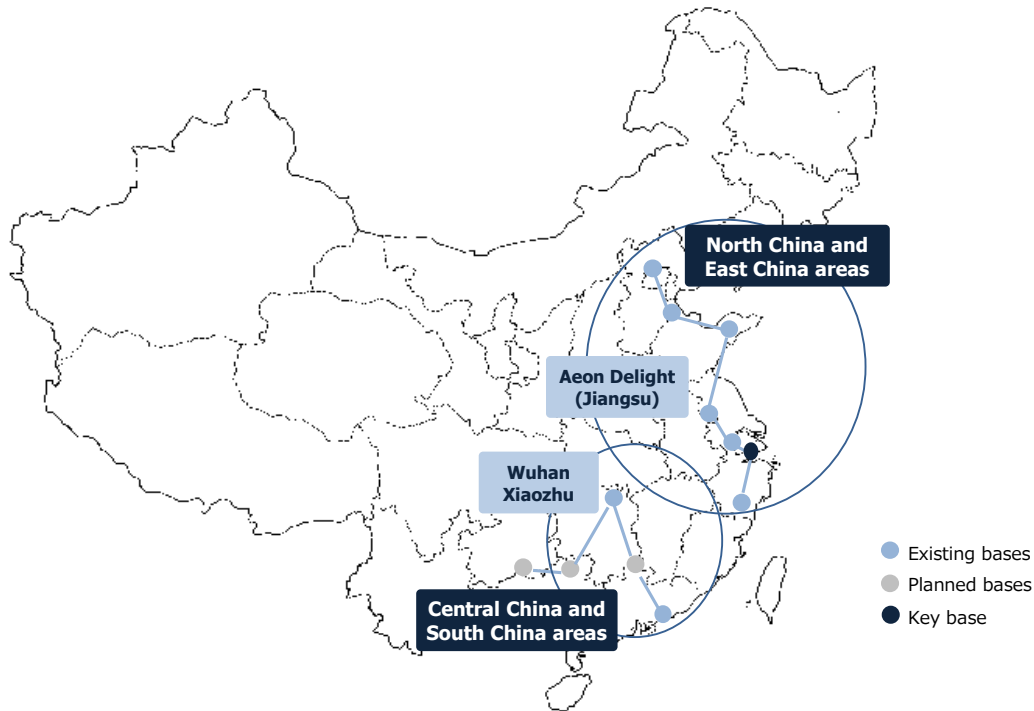 North China and
East China areas
Aeon Delight
(Jiangsu)
Wuhan
Xiaozhu
Central China and
South China areas
Existing bases
Planned bases
Key base